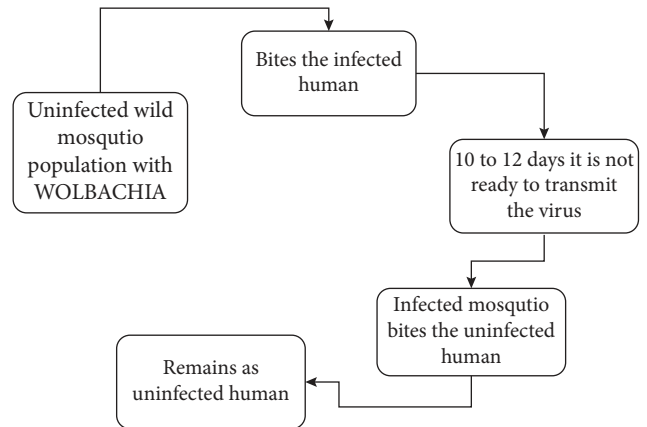 Bites the infected
human
Uninfected wild
mosqutio
population with
WOLBACHIA
10 to 12 days it is not
ready to transmit
the virus
Infected mosqutio
bites the uninfected
human
Remains as
uninfected human